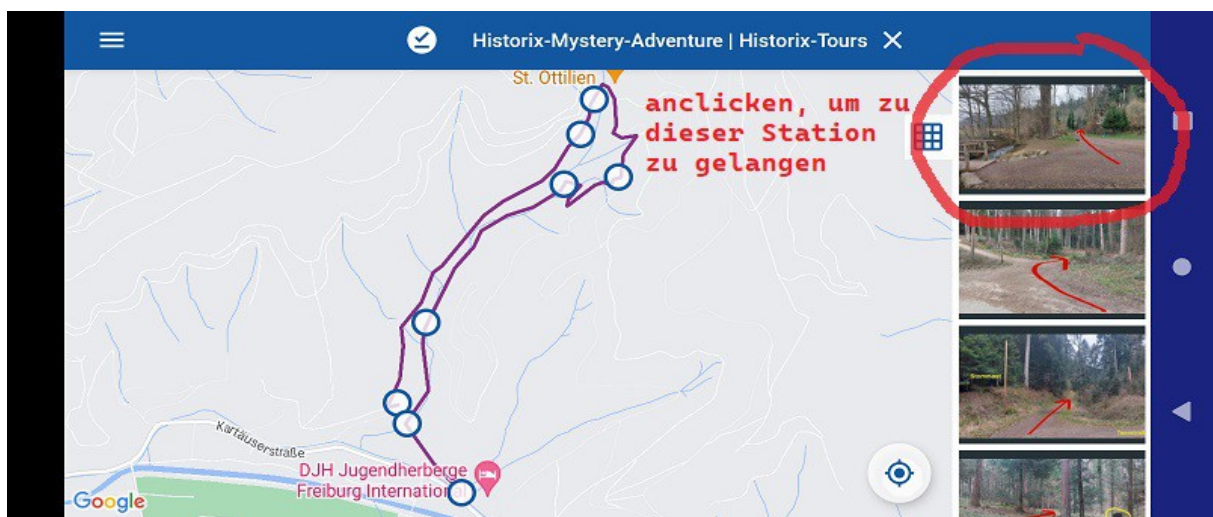 Historix-Mystery-Adventure | Historix-Tours
St. Ottilien
anclicken, um zu
dieser Station
zu gelangen
Kartäuserstraße
DJH Jugendherberge
Freiburg International
Google